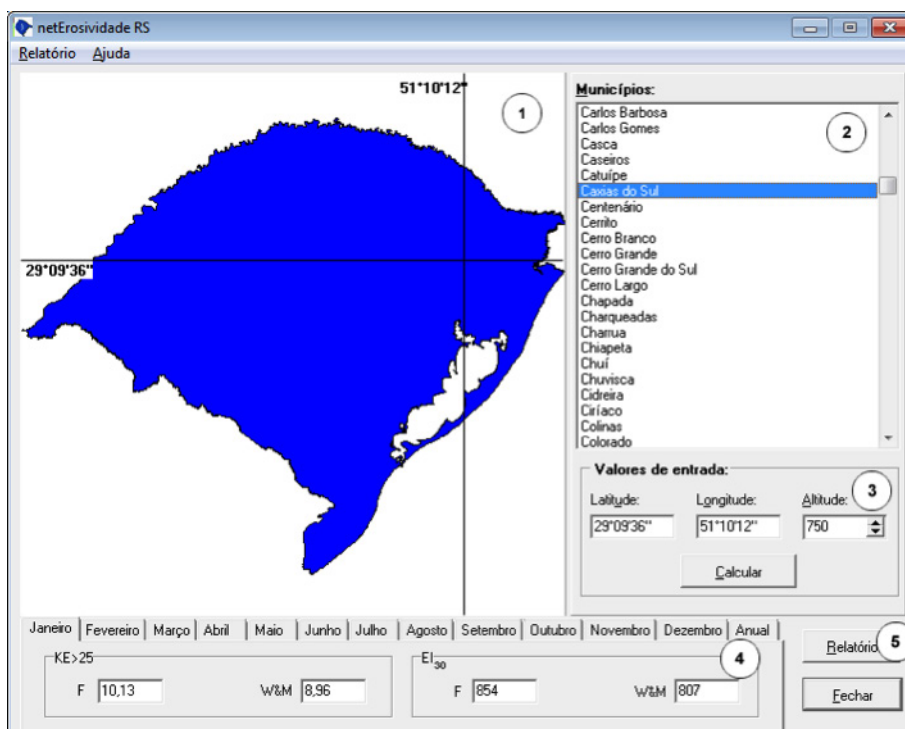 netErosividade RS
Relatório Ajuda
51°10'12"
1
29°09'36"
Municípios:
2
Carlos Barbosa
Carlos Gomes
Casca
Caseiros
Catuípe
Caxias do Sul
Centenário
Cerrito
Cerro Branco
Cerro Grande
Cerro Grande do Sul
Cerro Largo
Chapada
Charqueadas
Charrua
Chiapeta
Chuí
Chuvisca
Cidreira
Ciríaco
Colinas
Colorado
Valores de entrada:
3
Latitude: Longitude: Altitude:
29°09'36" 51°10'12" 750
Calcular
Janeiro Fevereiro Março Abril Maio Junho Julho Agosto Setembro Outubro Novembro Dezembro Anual
KE>25
F 10,13 W&M 8,96
EI30
4
F 854 W&M 807
Relatório 5
Fechar